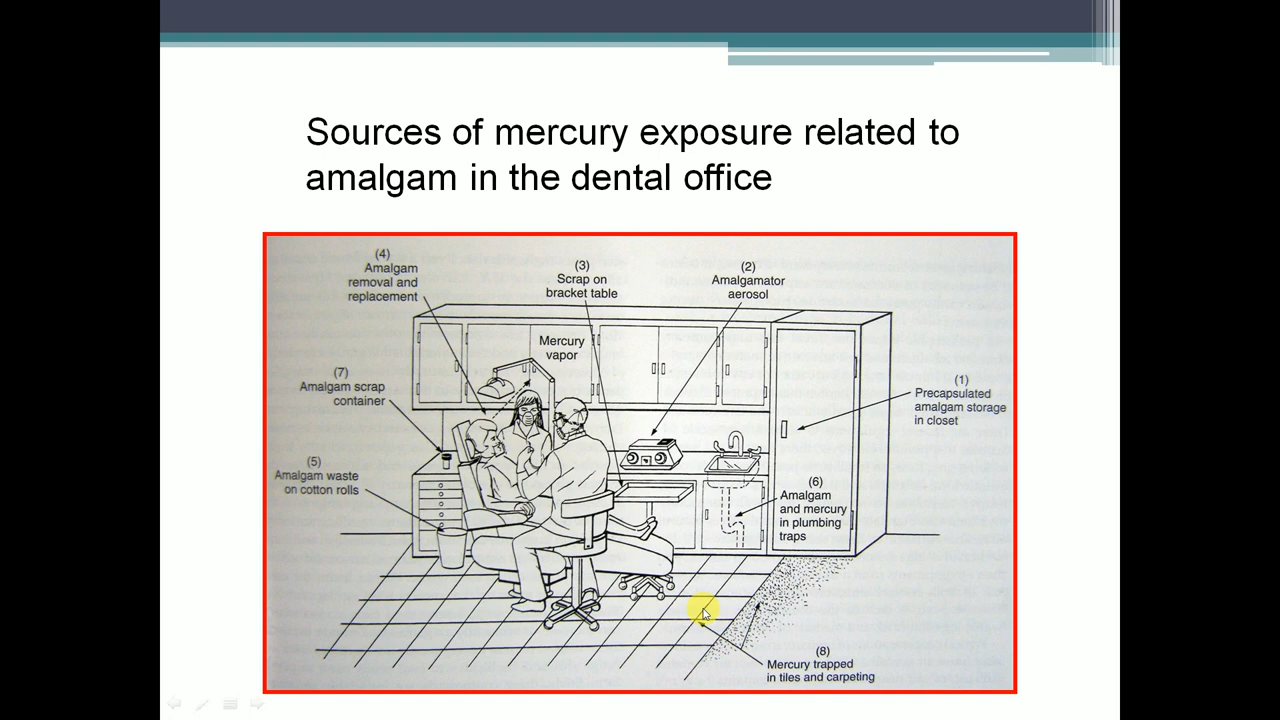 Sources of mercury exposure related to
amalgam in the dental office
(4)
Amalgam
removal and
replacement
(3)
Scrap on
bracket table
(2)
Amalgamator
aerosol
Mercury
vapor
(7)
Amalgam scrap
container
(1)
Precapsulated
amalgam storage
in closet
(5)
Amalgam waste
on cotton rolls
(6)
Amalgam
and mercury
in plumbing
traps
(8)
Mercury trapped
in tiles and carpeting